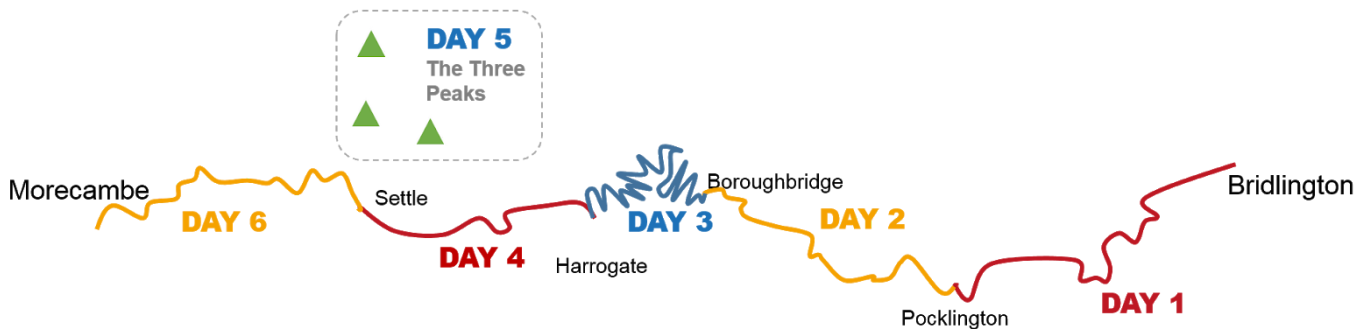 DAY 5
The Three
Peaks
Morecambe
DAY 6
Settle
DAY 4
Harrogate
DAY 3
Boroughbridge
DAY 2
Pocklington
DAY 1
Bridlington